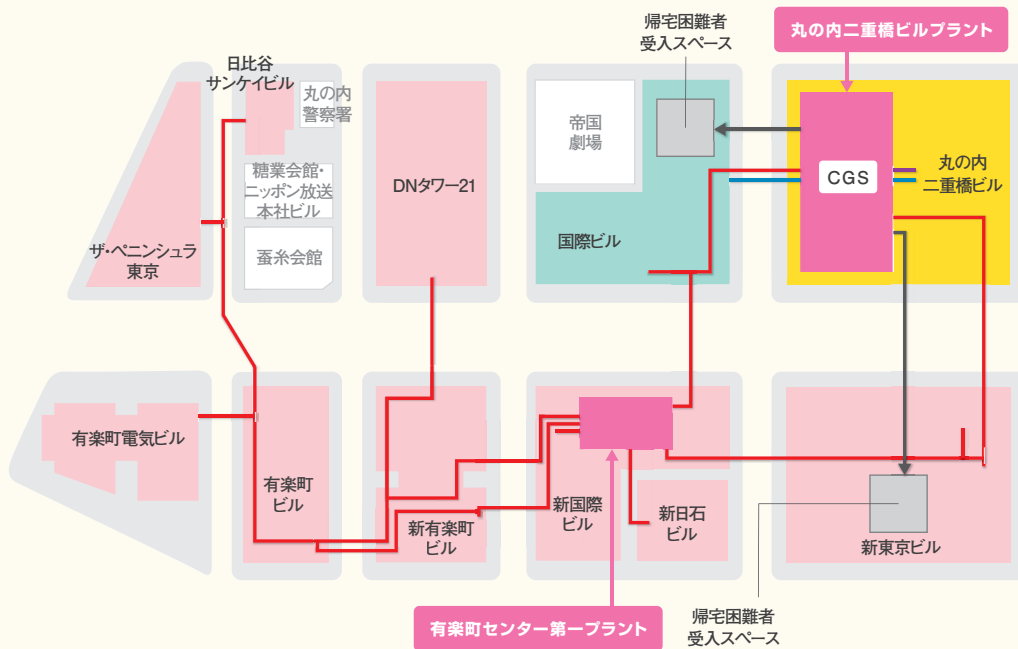 帰宅困難者
受入スペース
丸の内二重橋ビルプラント
日比谷
サンケイビル
丸の内
警察署
帝国
劇場
糖業会館・
ニッポン放送
本社ビル
DNタワー21
CGS
丸の内
二重橋ビル
国際ビル
ザ・ペニンシュラ
東京
蚕糸会館
有楽町電気ビル
有楽町
ビル
新有楽町
ビル
新国際
ビル
新日石
ビル
新東京ビル
有楽町センター第一プラント
帰宅困難者
受入スペース